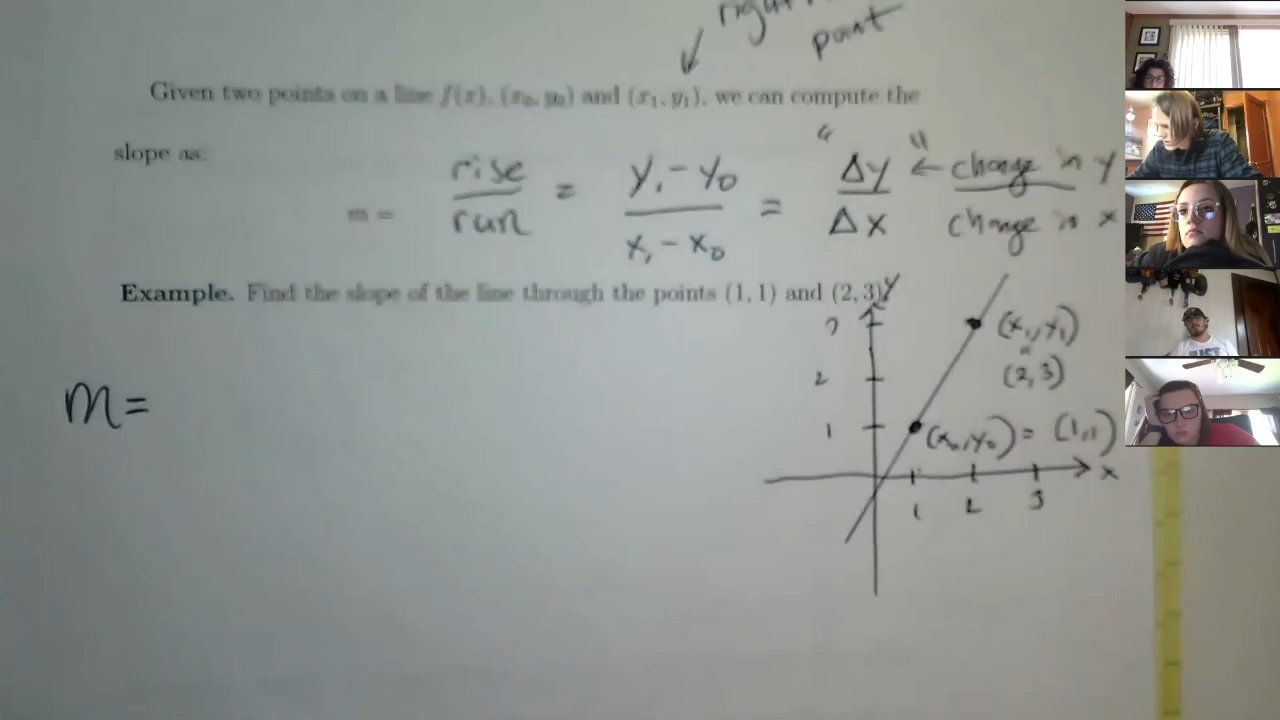 right
point
Given two points on a line f(x), (x₀, y₀) and (x₁, y₁), we can compute the
slope as:
m = rise/run = y₁ - y₀ / x₁ - x₀ = " Δy/Δx " ← change in y / change in x
Example. Find the slope of the line through the points (1, 1) and (2, 3).
m =
y
3
(x₁, y₁)
=
(2, 3)
2
1
(x₀, y₀) = (1, 1)
x
1 2 3